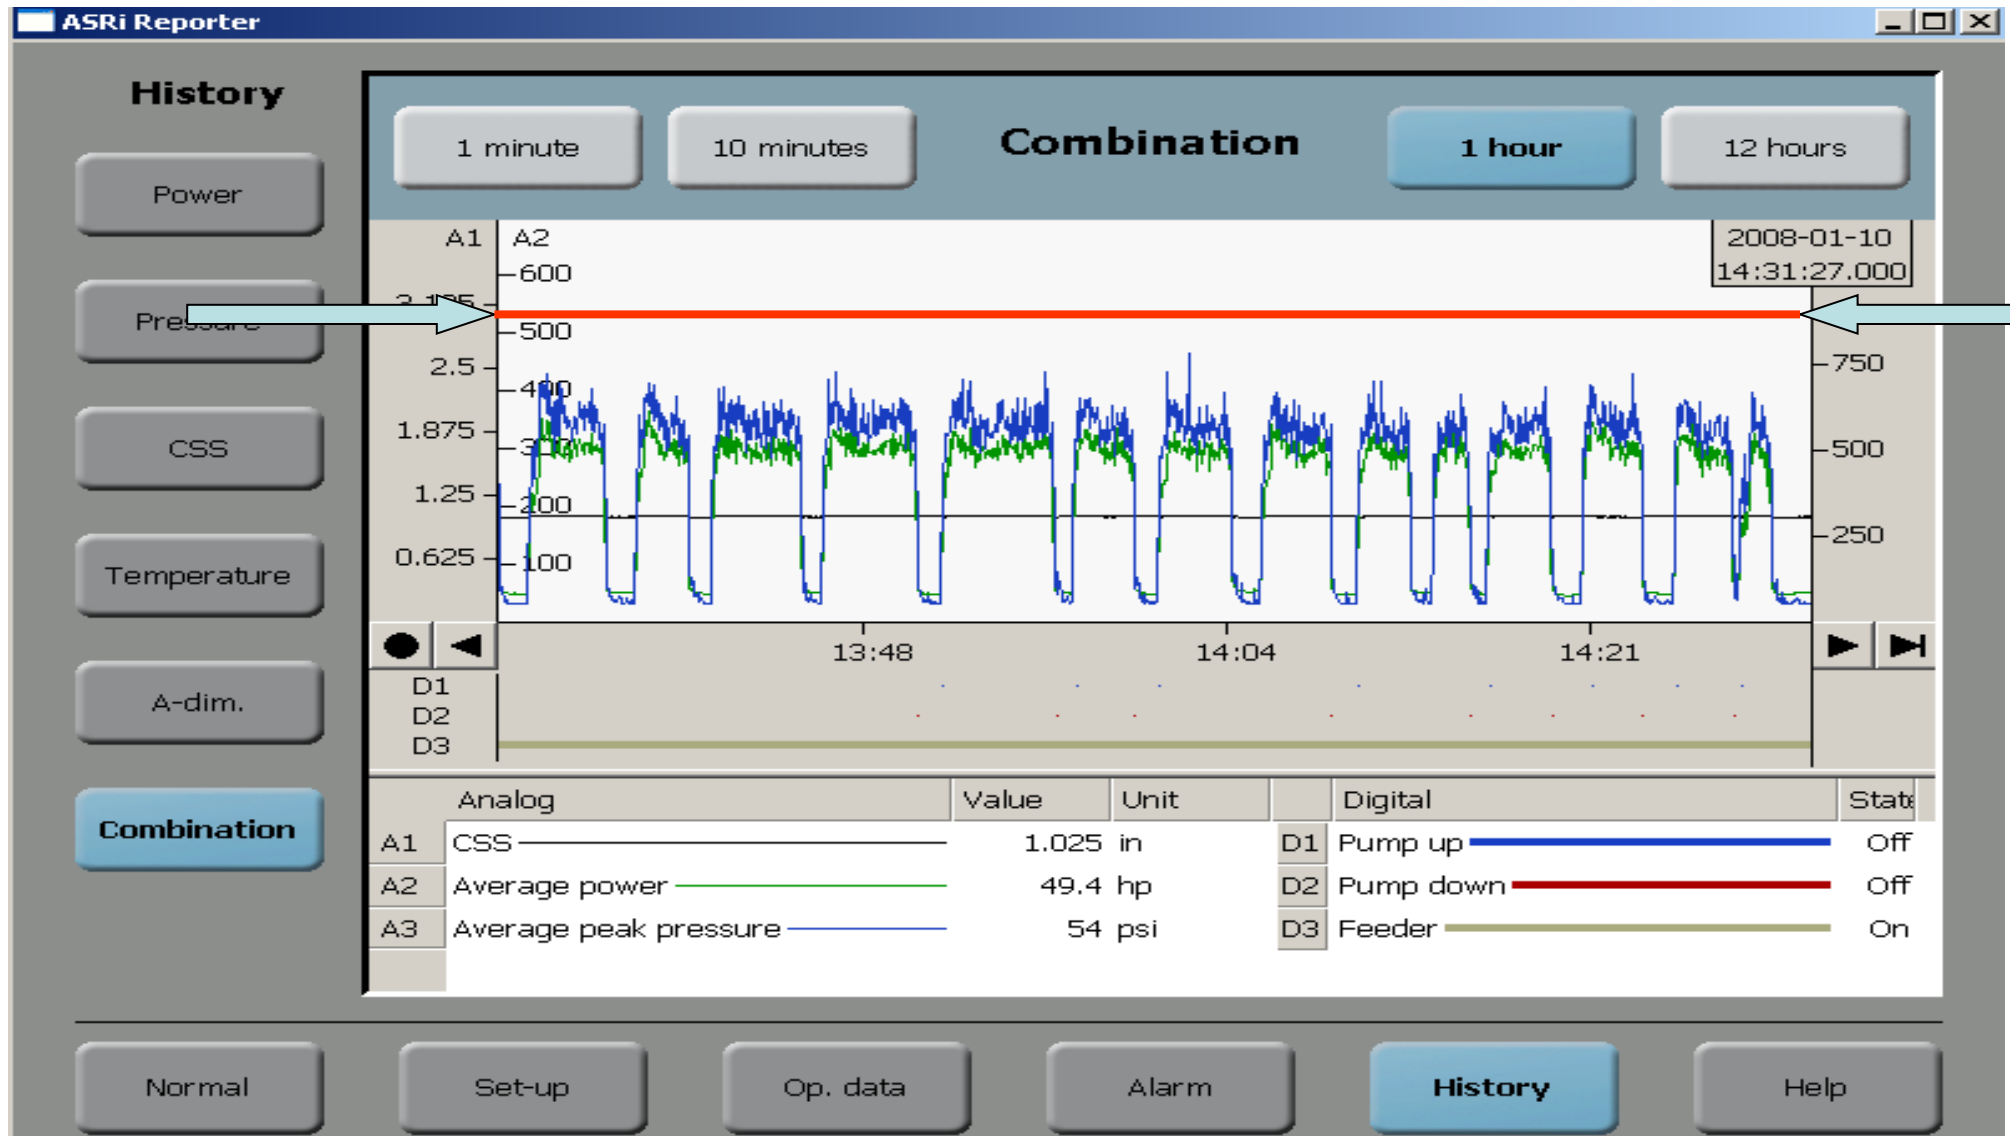 ASRi Reporter
History
Power
Pressure
CSS
Temperature
A-dim.
Combination
1 minute 10 minutes Combination 1 hour 12 hours
A1 A2 2008-01-10
600 14:31:27.000
500
2.5 400 750
1.875 300 500
1.25 200
0.625 100 250
13:48 14:04 14:21
D1
D2
D3
Analog Value Unit Digital State
A1 CSS 1.025 in D1 Pump up Off
A2 Average power 49.4 hp D2 Pump down Off
A3 Average peak pressure 54 psi D3 Feeder On
Normal Set-up Op. data Alarm History Help